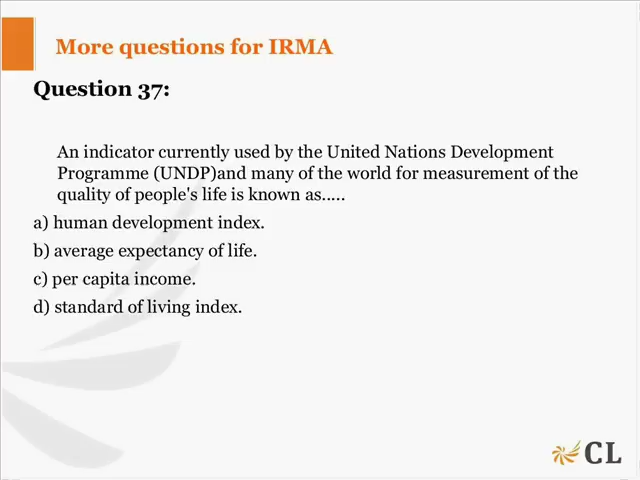 More questions for IRMA
Question 37:
An indicator currently used by the United Nations Development
Programme (UNDP)and many of the world for measurement of the
quality of people's life is known as.....
a) human development index.
b) average expectancy of life.
c) per capita income.
d) standard of living index.
CL